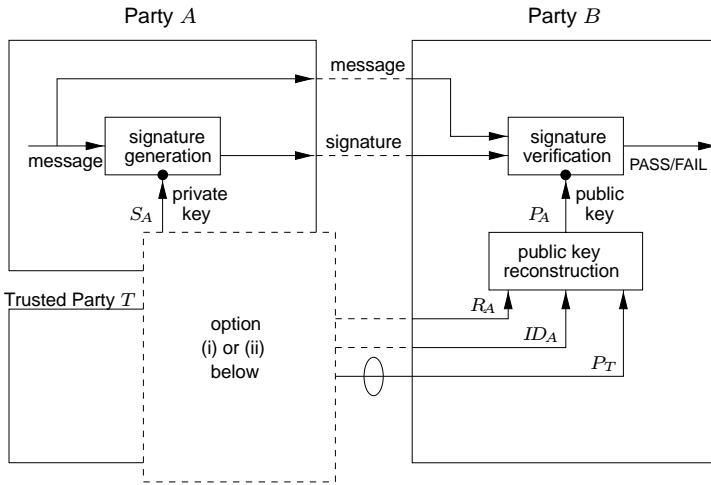 Party A
Party B
message
signature generation
message
signature
signature verification
PASS/FAIL
private key
S_A
public key
P_A
public key reconstruction
Trusted Party T
option
(i) or (ii)
below
R_A
ID_A
P_T